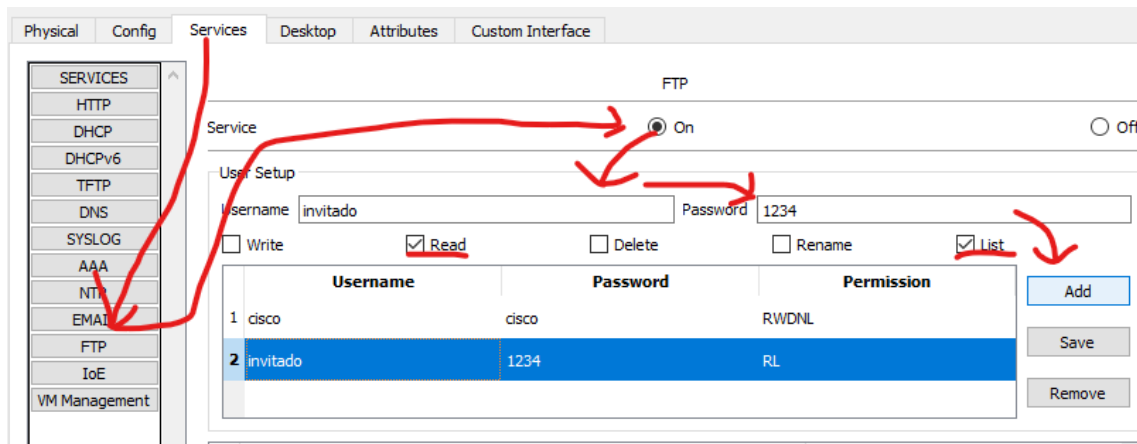 Physical Config Services Desktop Attributes Custom Interface
SERVICES
HTTP
DHCP
DHCPv6
TFTP
DNS
SYSLOG
AAA
NTP
EMAIL
FTP
IoE
VM Management
FTP
Service On Off
User Setup
Username invitado Password 1234
Write Read Delete Rename List
Username Password Permission
1 cisco cisco RWDNL
2 invitado 1234 RL
Add
Save
Remove